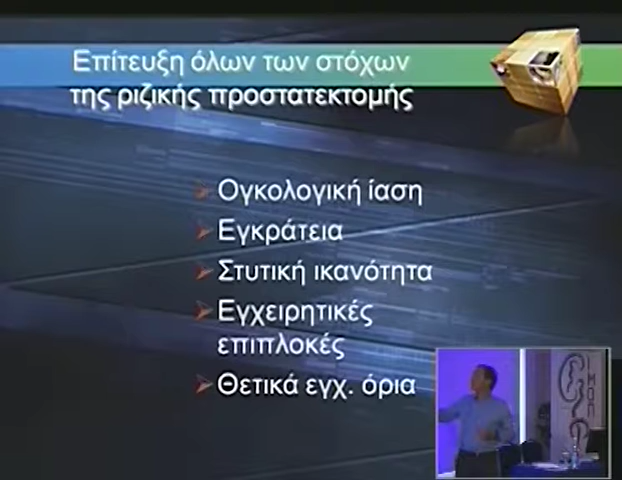 Επίτευξη όλων των στόχων
της ριζικής προστατεκτομής
Ογκολογική ίαση
Εγκράτεια
Στυτική ικανότητα
Εγχειρητικές
επιπλοκές
Θετικά εγχ. όρια